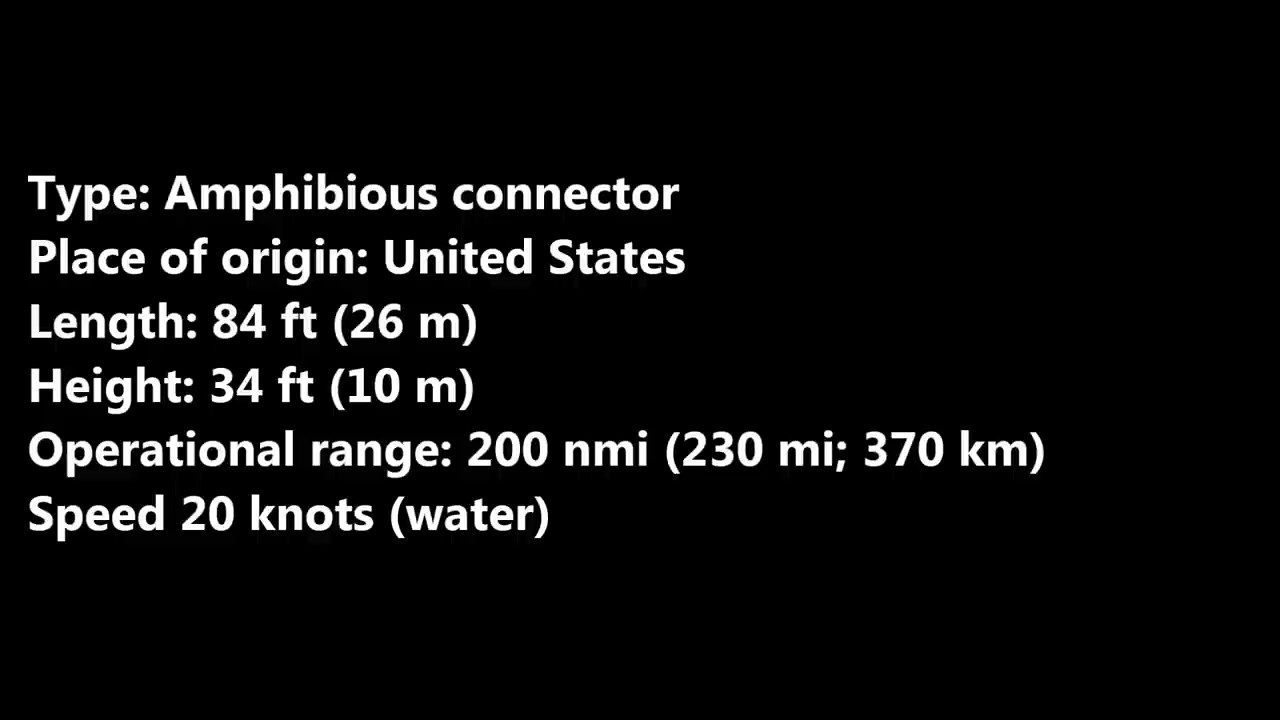 Type: Amphibious connector
Place of origin: United States
Length: 84 ft (26 m)
Height: 34 ft (10 m)
Operational range: 200 nmi (230 mi; 370 km)
Speed 20 knots (water)